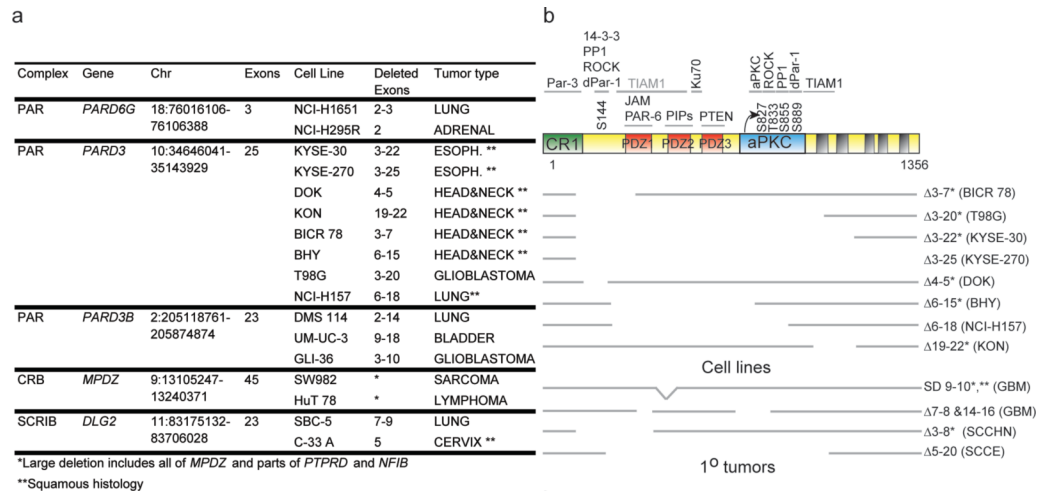 a
Complex Gene Chr Exons Cell Line Deleted Exons Tumor type
PAR PARD6G 18:76016106-76106388 3 NCI-H1651 2-3 LUNG
NCI-H295R 2 ADRENAL
PAR PARD3 10:34646041-35143929 25 KYSE-30 3-22 ESOPH. **
KYSE-270 3-25 ESOPH. **
DOK 4-5 HEAD&NECK **
KON 19-22 HEAD&NECK **
BICR 78 3-7 HEAD&NECK **
BHY 6-15 HEAD&NECK **
T98G 3-20 GLIOBLASTOMA
NCI-H157 6-18 LUNG**
PAR PARD3B 2:205118761-205874874 23 DMS 114 2-14 LUNG
UM-UC-3 9-18 BLADDER
GLI-36 3-10 GLIOBLASTOMA
CRB MPDZ 9:13105247-13240371 45 SW982 * SARCOMA
HuT 78 * LYMPHOMA
SCRIB DLG2 11:83175132-83706028 23 SBC-5 7-9 LUNG
C-33 A 5 CERVIX **
*Large deletion includes all of MPDZ and parts of PTPRD and NFIB
**Squamous histology
b
14-3-3
PP1
ROCK
Par-3 dPar-1 TIAM1 Ku70 aPKC ROCK PP1 dPar-1 TIAM1
S144 JAM PAR-6 PIPs PTEN S827 T833 S855 S889
CR1 PDZ1 PDZ2 PDZ3 aPKC
1 1356
Δ3-7* (BICR 78)
Δ3-20* (T98G)
Δ3-22* (KYSE-30)
Δ3-25 (KYSE-270)
Δ4-5* (DOK)
Δ6-15* (BHY)
Δ6-18 (NCI-H157)
Δ19-22* (KON)
Cell lines
SD 9-10*,** (GBM)
Δ7-8 &14-16 (GBM)
Δ3-8* (SCCHN)
Δ5-20 (SCCE)
1º tumors